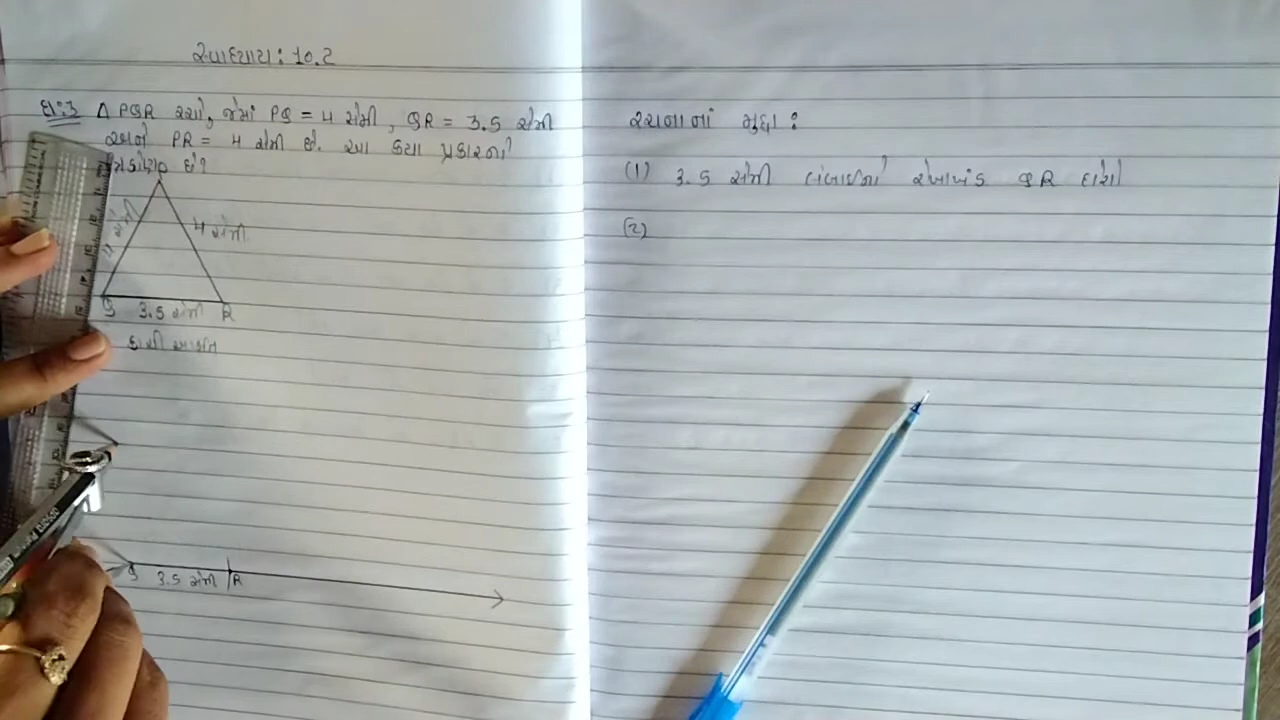 સ્વાધ્યાય : 10.2
દા:3 Δ PQR રચો, જેમાં PQ = 4 સેમી, QR = 3.5 સેમી
અને PR = 4 સેમી છે. આ કયા પ્રકારનો
ત્રિકોણ છે?
4 સેમી
4 સેમી
Q 3.5 સેમી R
કાચી આકૃતિ
Q 3.5 સેમી R
રચનાનાં મુદ્દા :
(1) 3.5 સેમી લંબાઈનો રેખાખંડ QR દોરો
(2)